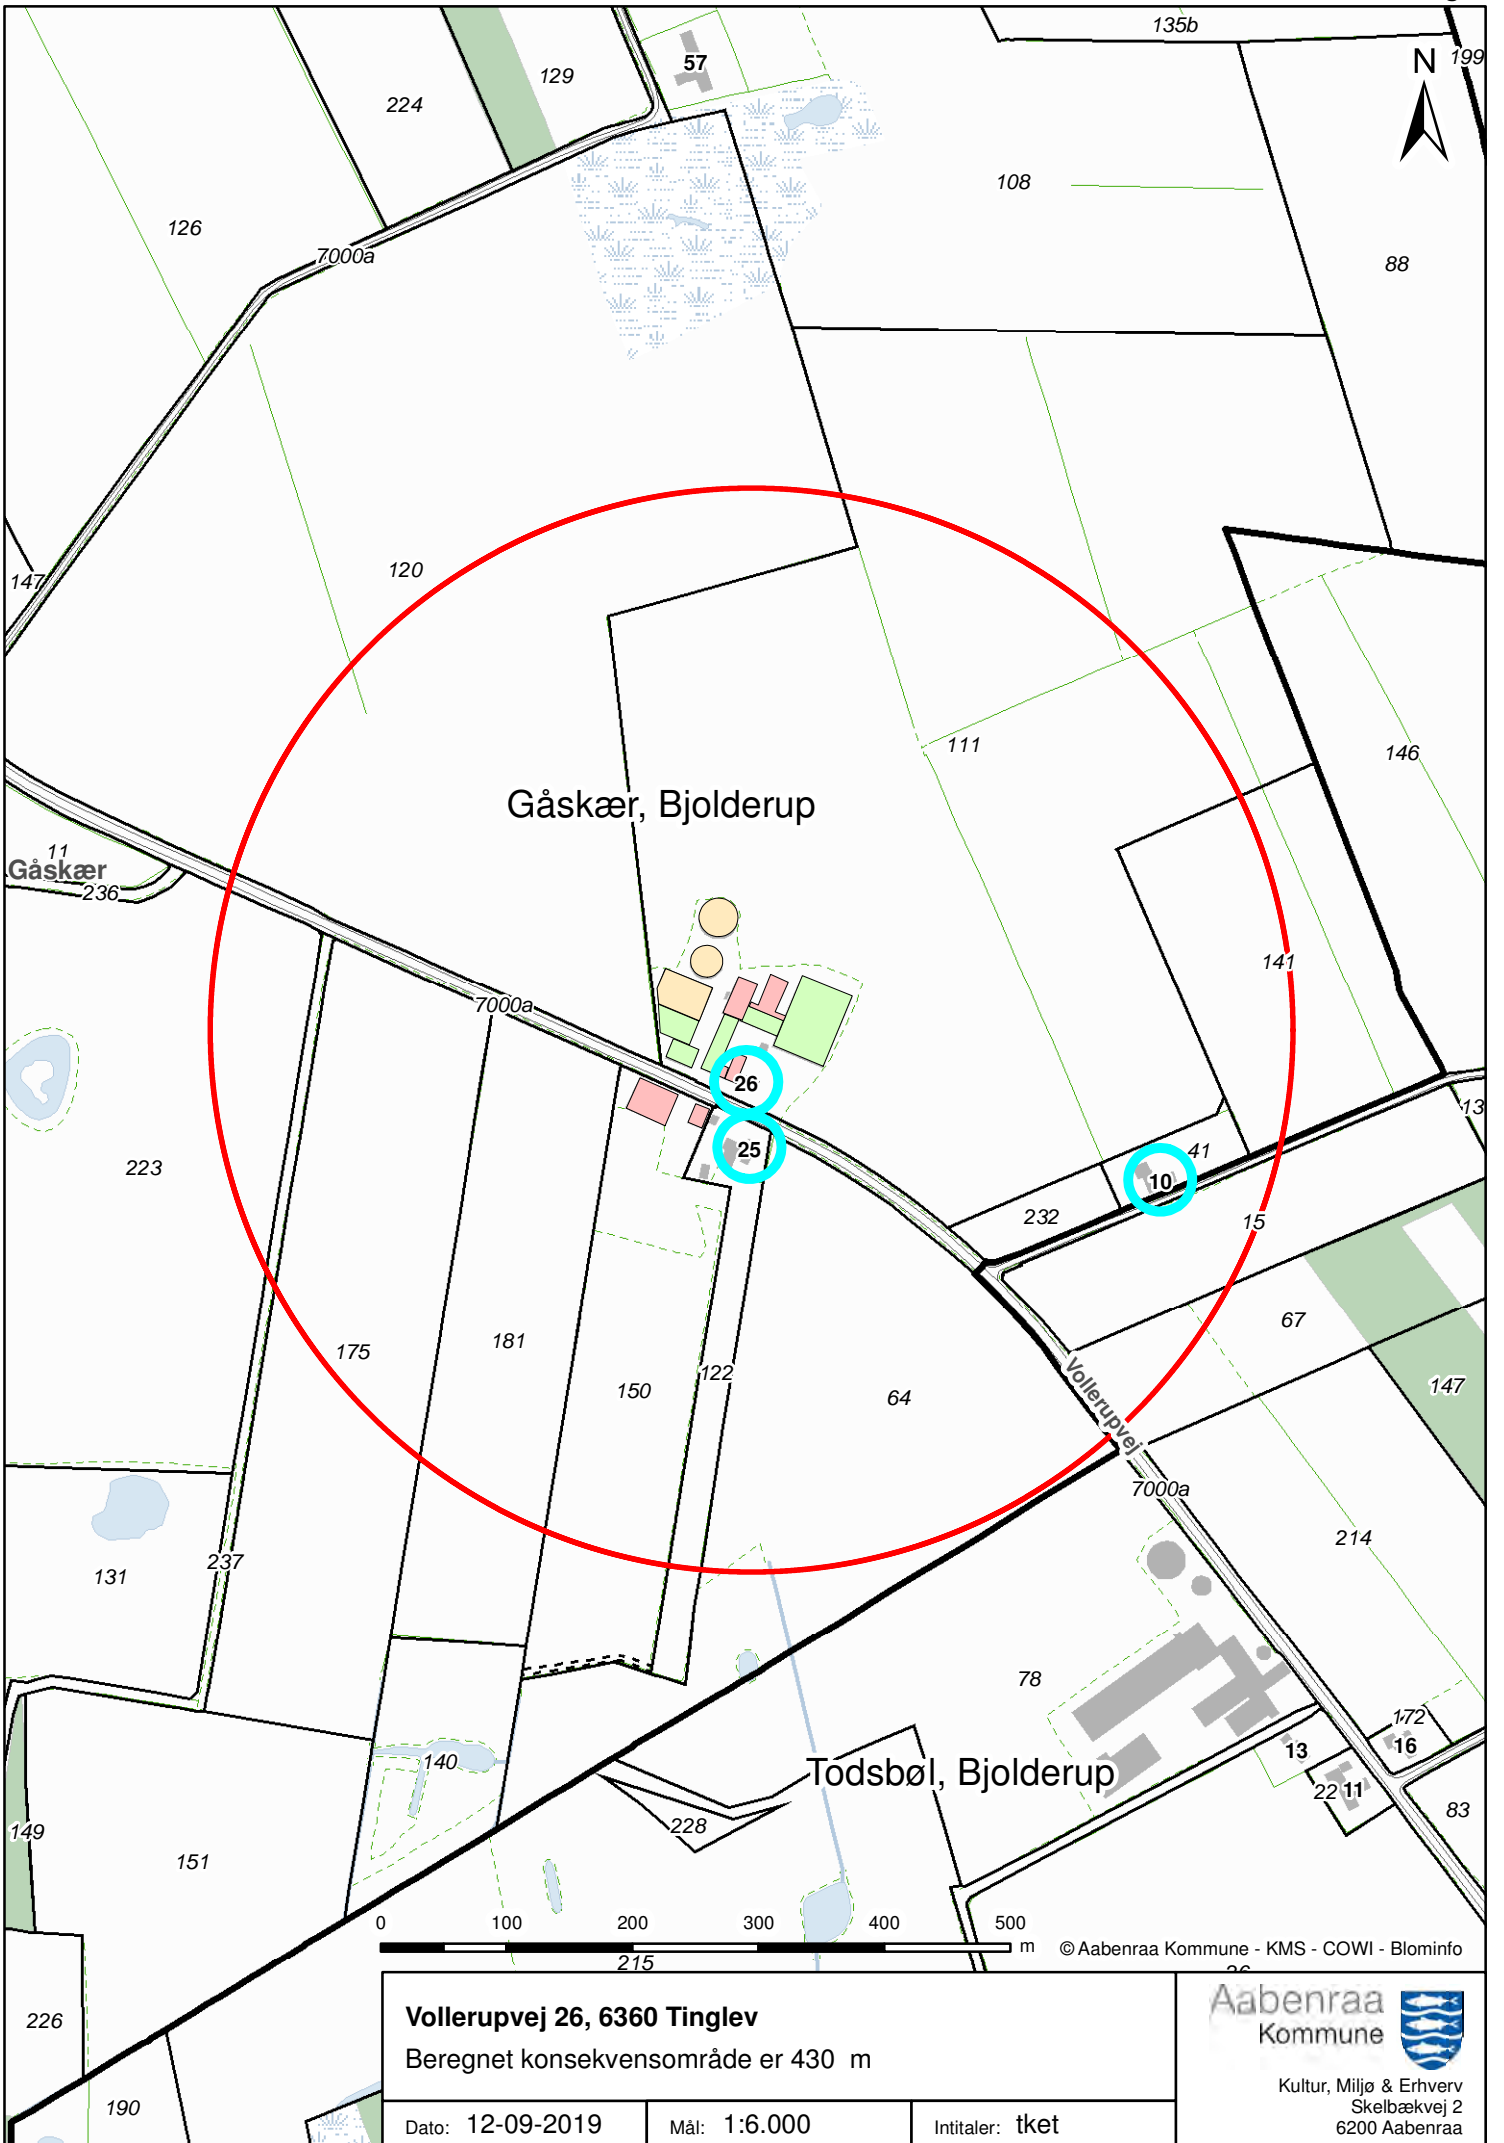 135b
199
57
129
224
N
108
126
7000a
88
120
147
111
146
Gåskær, Bjolderup
11
Gåskær
236
141
7000a
26
13
25
41
10
223
232
15
67
181
175
122
150
64
147
Vollerupvej
7000a
214
237
131
78
172
16
13
140
Todsbøl, Bjolderup
22
11
83
228
149
151
0 100 200 300 400 500
m
© Aabenraa Kommune - KMS - COWI - Blominfo
215
226
Vollerupvej 26, 6360 Tinglev
Beregnet konsekvensområde er 430 m
Aabenraa
Kommune
Kultur, Miljø & Erhverv
Skelbækvej 2
6200 Aabenraa
190
Dato: 12-09-2019
Mål: 1:6.000
Intitaler: tket